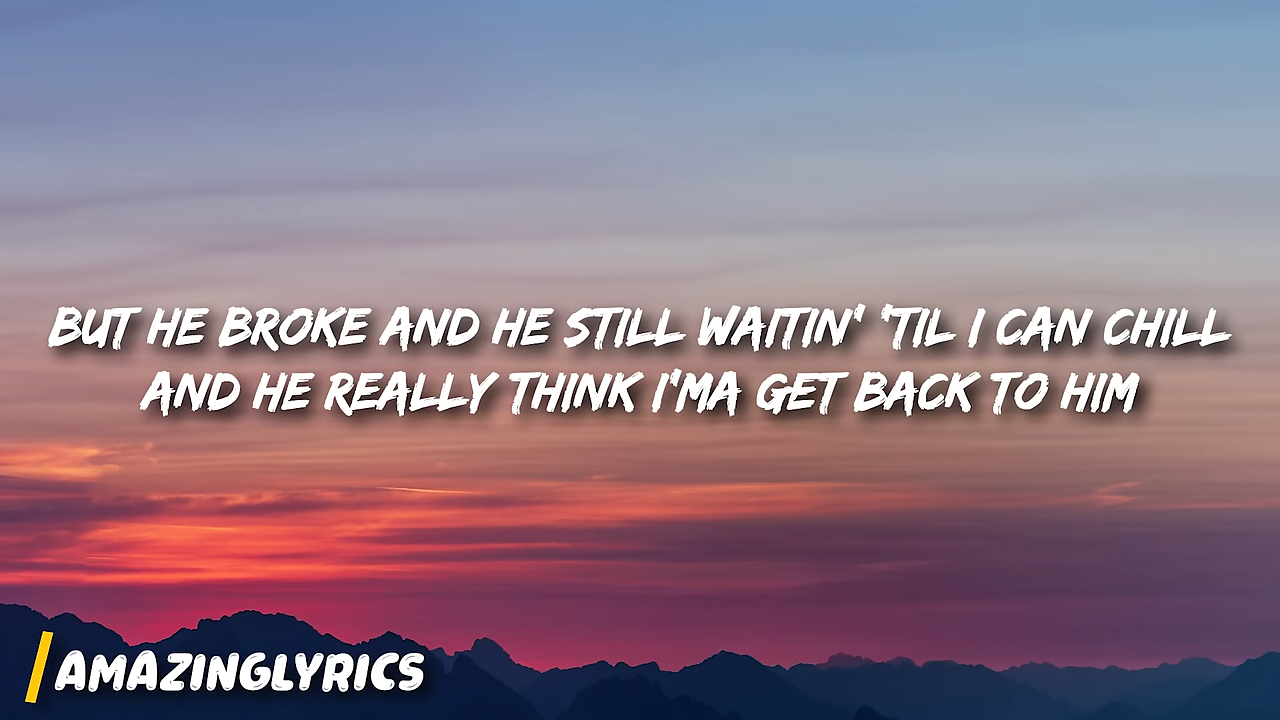 BUT HE BROKE AND HE STILL WAITIN' 'TIL I CAN CHILL
AND HE REALLY THINK I'MA GET BACK TO HIM
AMAZINGLYRICS